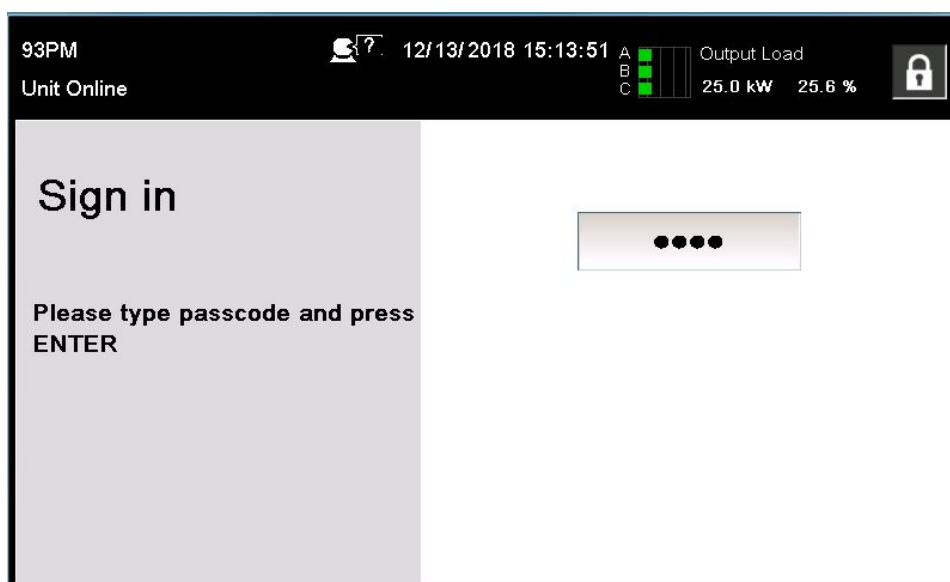 93PM
? 12/13/2018 15:13:51
Unit Online
A
B
C
Output Load
25.0 kW 25.6 %
Sign in
••••
Please type passcode and press
ENTER